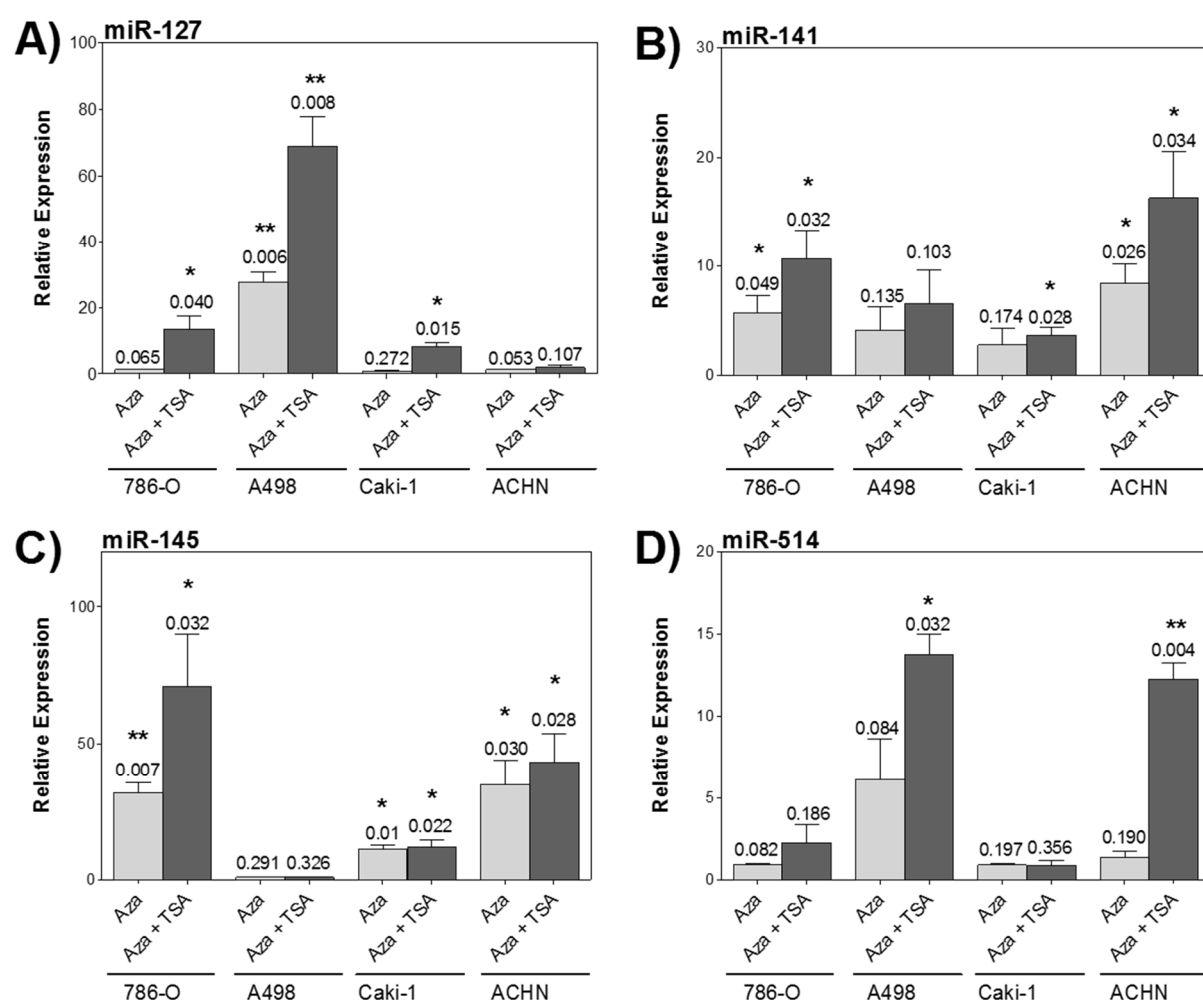 A) miR-127
Relative Expression
100
80
60
40
20
0
0.065
*
0.040
**
0.006
**
0.008
0.272
*
0.015
0.053
0.107
Aza
Aza + TSA
Aza
Aza + TSA
Aza
Aza + TSA
Aza
Aza + TSA
786-O
A498
Caki-1
ACHN
B) miR-141
Relative Expression
30
20
10
0
*
0.049
*
0.032
0.135
0.103
0.174
*
0.028
*
0.026
*
0.034
Aza
Aza + TSA
Aza
Aza + TSA
Aza
Aza + TSA
Aza
Aza + TSA
786-O
A498
Caki-1
ACHN
C) miR-145
Relative Expression
100
50
0
**
0.007
*
0.032
0.291
0.326
*
0.01
*
0.022
*
0.030
*
0.028
Aza
Aza + TSA
Aza
Aza + TSA
Aza
Aza + TSA
Aza
Aza + TSA
786-O
A498
Caki-1
ACHN
D) miR-514
Relative Expression
20
15
10
5
0
0.082
0.186
0.084
*
0.032
0.197
0.356
0.190
**
0.004
Aza
Aza + TSA
Aza
Aza + TSA
Aza
Aza + TSA
Aza
Aza + TSA
786-O
A498
Caki-1
ACHN